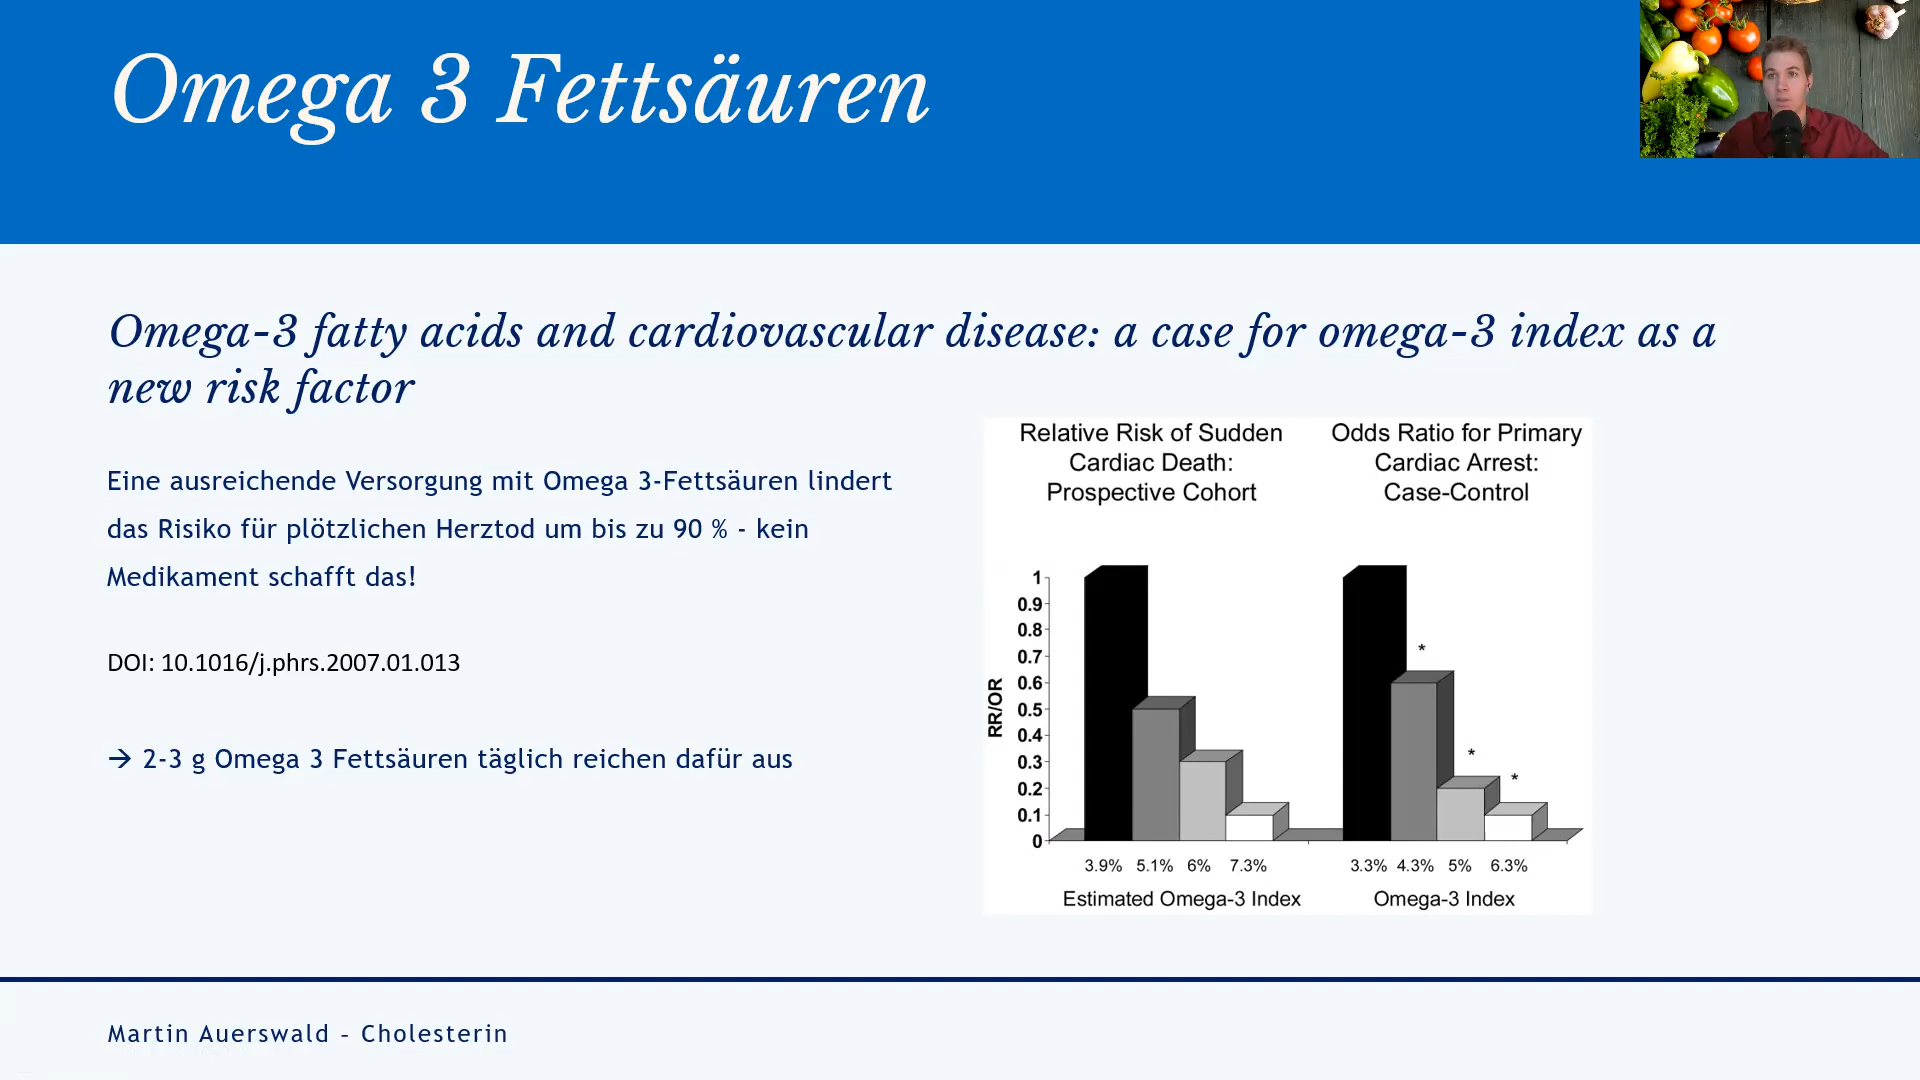 Omega 3 Fettsäuren
Omega-3 fatty acids and cardiovascular disease: a case for omega-3 index as a
new risk factor
Eine ausreichende Versorgung mit Omega 3-Fettsäuren lindert
das Risiko für plötzlichen Herztod um bis zu 90 % - kein
Medikament schafft das!
DOI: 10.1016/j.phrs.2007.01.013
→ 2-3 g Omega 3 Fettsäuren täglich reichen dafür aus
Relative Risk of Sudden
Cardiac Death:
Prospective Cohort
Odds Ratio for Primary
Cardiac Arrest:
Case-Control
RR/OR
1
0.9
0.8
0.7
0.6
0.5
0.4
0.3
0.2
0.1
0
*
*
*
3.9% 5.1% 6% 7.3%
Estimated Omega-3 Index
3.3% 4.3% 5% 6.3%
Omega-3 Index
Martin Auerswald – Cholesterin